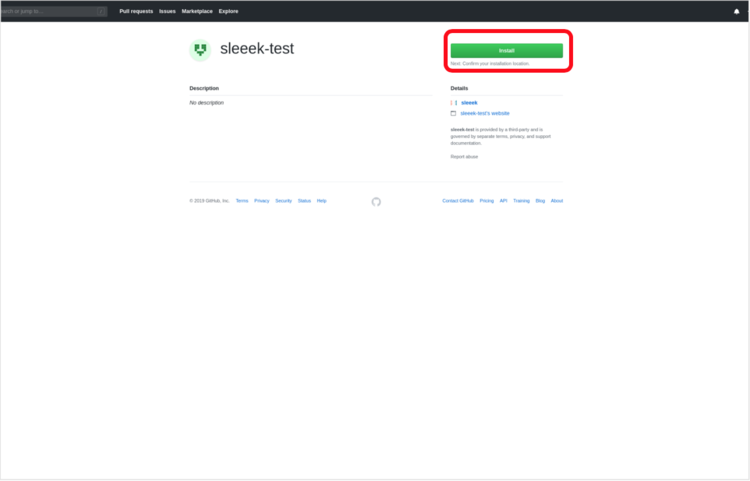 Search or jump to... /
Pull requests Issues Marketplace Explore
sleeek-test
Install
Next: Confirm your installation location.
Description
No description
Details
sleeek
sleeek-test's website
sleeek-test is provided by a third-party and is
governed by separate terms, privacy, and support
documentation.
Report abuse
© 2019 GitHub, Inc. Terms Privacy Security Status Help
Contact GitHub Pricing API Training Blog About